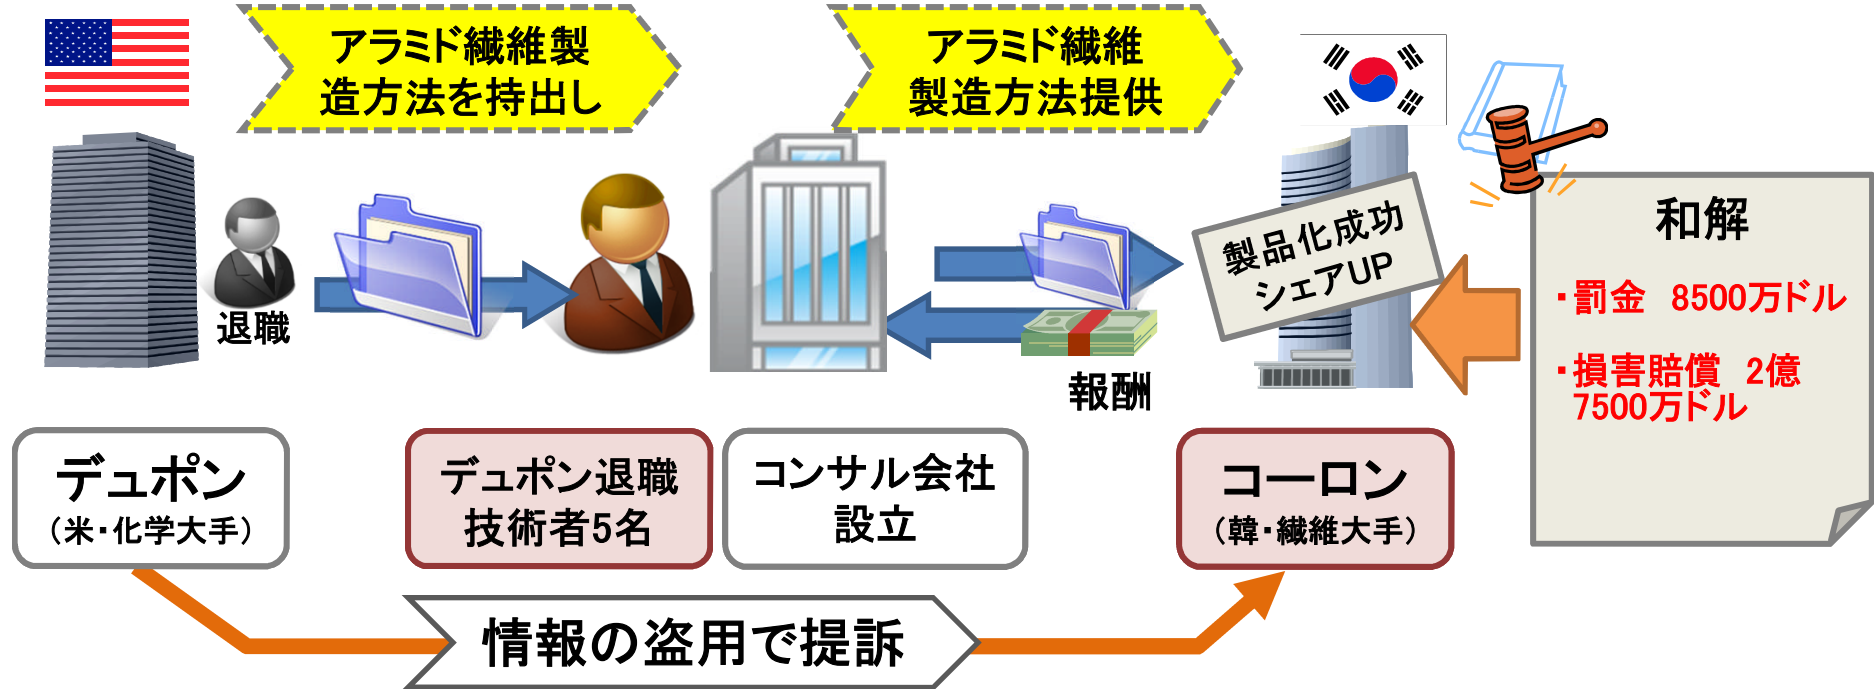 アラミド繊維製
造方法を持出し
アラミド繊維
製造方法提供
退職
報酬
製品化成功
シェアUP
和解
・罰金　8500万ドル
・損害賠償　2億
7500万ドル
デュポン
（米・化学大手）
デュポン退職
技術者5名
コンサル会社
設立
コーロン
（韓・繊維大手）
情報の盗用で提訴